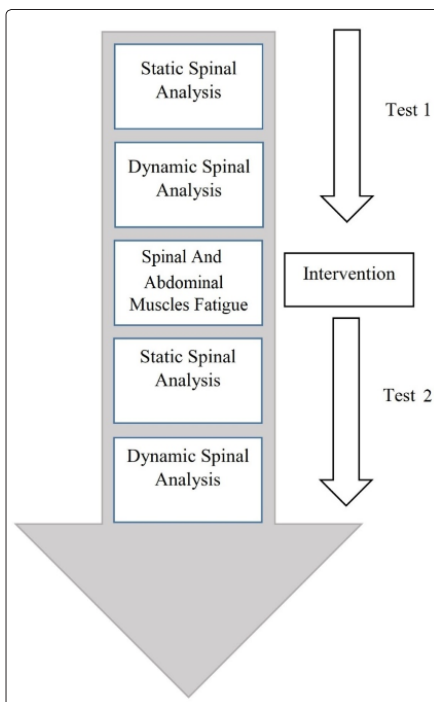 Static Spinal
Analysis
Test 1
Dynamic Spinal
Analysis
Spinal And
Abdominal
Muscles Fatigue
Intervention
Static Spinal
Analysis
Test 2
Dynamic Spinal
Analysis